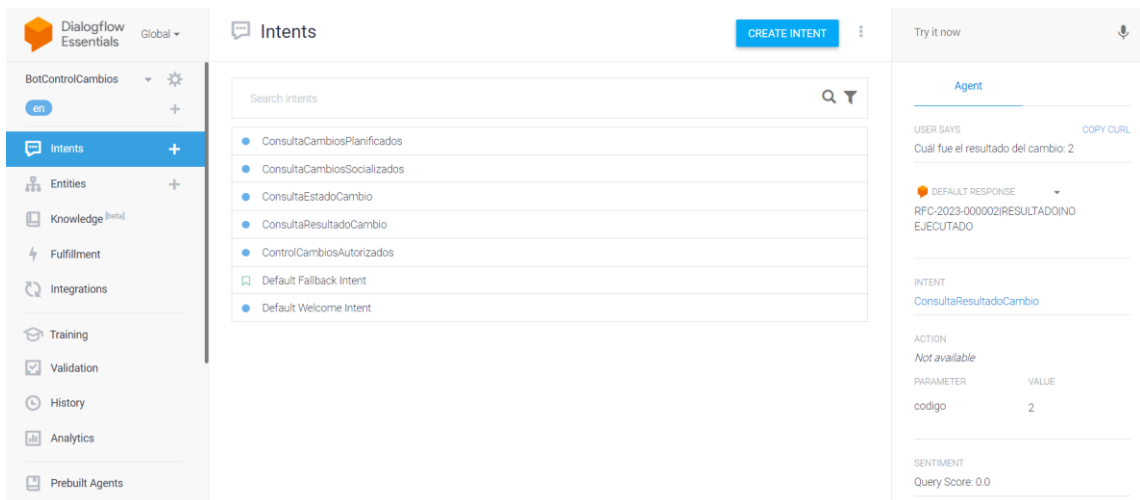 Dialogflow
Essentials
Global
BotControlCambios
en
Intents
Entities
Knowledge [beta]
Fulfillment
Integrations
Training
Validation
History
Analytics
Prebuilt Agents
Intents
CREATE INTENT
Search intents
ConsultaCambiosPlanificados
ConsultaCambiosSocializados
ConsultaEstadoCambio
ConsultaResultadoCambio
ControlCambiosAutorizados
Default Fallback Intent
Default Welcome Intent
Try it now
Agent
USER SAYS COPY CURL
Cuál fue el resultado del cambio: 2
DEFAULT RESPONSE
RFC-2023-000002|RESULTADO|NO
EJECUTADO
INTENT
ConsultaResultadoCambio
ACTION
Not available
PARAMETER VALUE
codigo 2
SENTIMENT
Query Score: 0.0